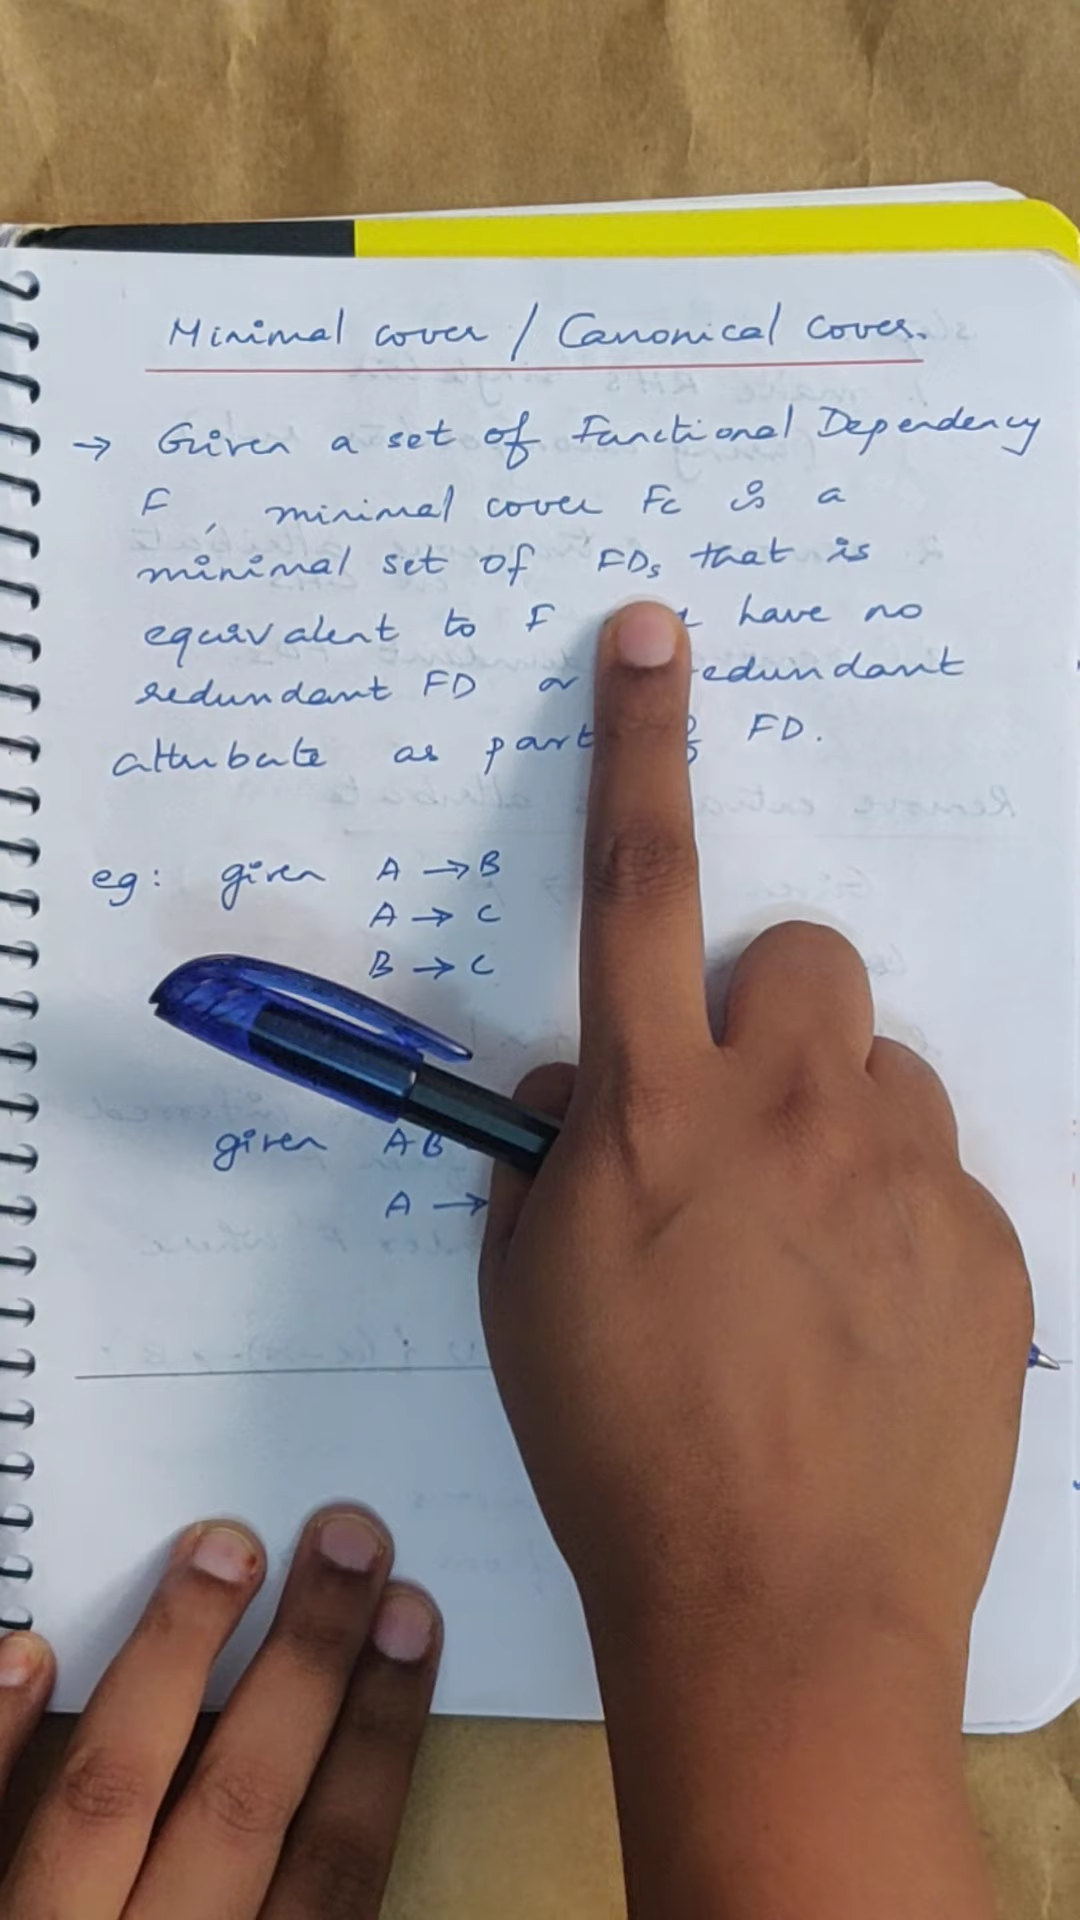 Minimal cover / Canonical cover.
→ Given a set of Functional Dependency
F, minimal cover Fc is a
minimal set of FDs that is
equivalent to F have no
redundant FD or redundant
attribute as part FD.
eg: given A → B
A → C
B → C
given AB
A →